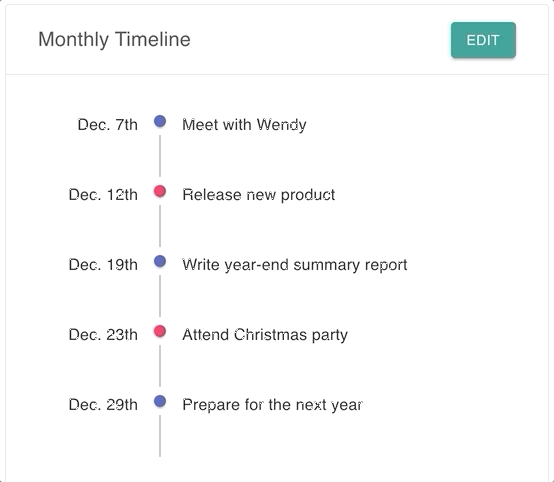 Monthly Timeline EDIT
Dec. 7th Meet with Wendy
Dec. 12th Release new product
Dec. 19th Write year-end summary report
Dec. 23th Attend Christmas party
Dec. 29th Prepare for the next year